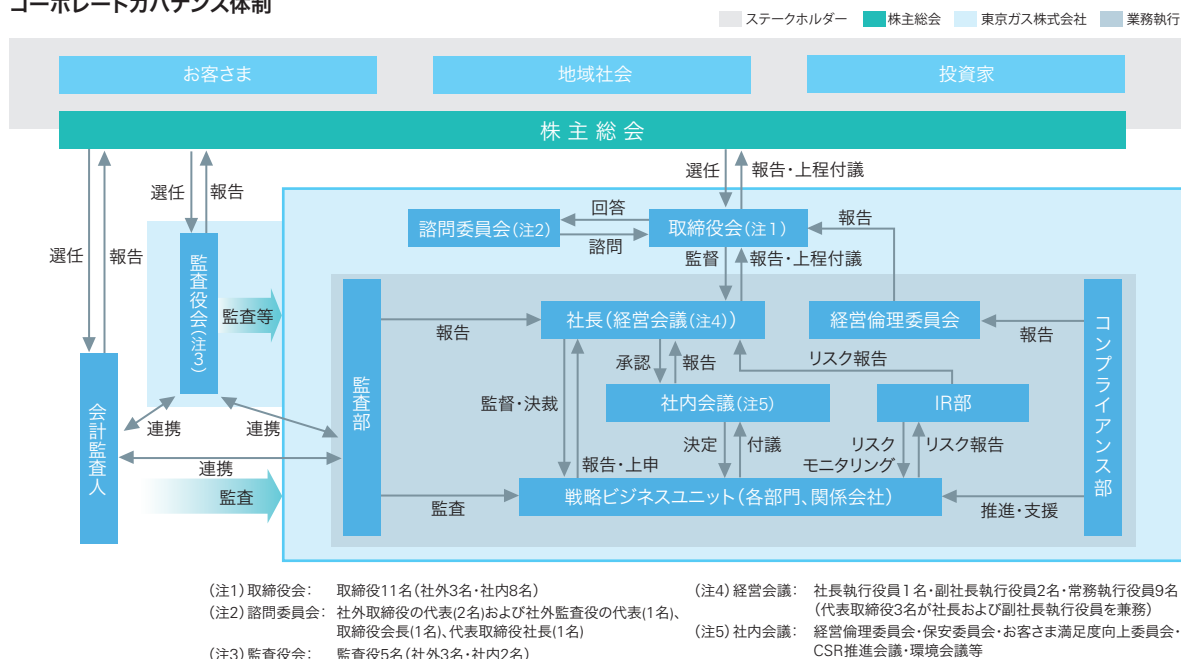 コーポレートガバナンス体制
ステークホルダー 株主総会 東京ガス株式会社 業務執行
お客さま 地域社会 投資家
株主総会
選任 報告・上程付議
選任 報告
選任 報告
回答 報告
諮問委員会(注2) 取締役会(注1)
諮問
監督 報告・上程付議
監査役会(注3)
監査等
監査部
報告
社長(経営会議(注4)) 経営倫理委員会
報告
コンプライアンス部
承認 報告 リスク報告
会計監査人
監督・決裁
社内会議(注5) IR部
連携 連携
連携
決定 付議 リスクモニタリング リスク報告
報告・上申
監査
監査
戦略ビジネスユニット(各部門、関係会社)
推進・支援
(注1)取締役会: 取締役11名(社外3名・社内8名)
(注2)諮問委員会: 社外取締役の代表(2名)および社外監査役の代表(1名)、
取締役会長(1名)、代表取締役社長(1名)
(注3)監査役会: 監査役5名(社外3名・社内2名)
(注4)経営会議: 社長執行役員1名・副社長執行役員2名・常務執行役員9名
(代表取締役3名が社長および副社長執行役員を兼務)
(注5)社内会議: 経営倫理委員会・保安委員会・お客さま満足度向上委員会・
CSR推進会議・環境会議等